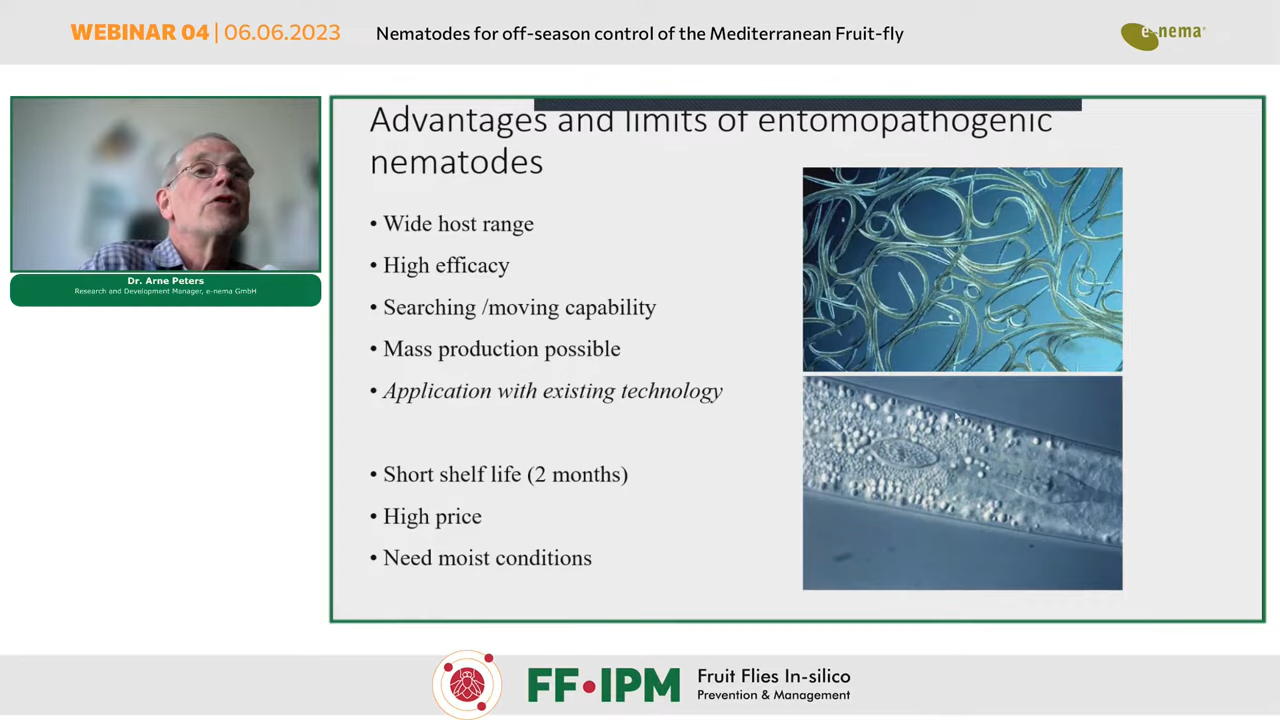 WEBINAR 04 | 06.06.2023
Nematodes for off-season control of the Mediterranean Fruit-fly
e-nema®
Advantages and limits of entomopathogenic
nematodes
• Wide host range
• High efficacy
• Searching /moving capability
• Mass production possible
• Application with existing technology
• Short shelf life (2 months)
• High price
• Need moist conditions
Dr. Arne Peters
Research and Development Manager, e-nema GmbH
FF•IPM
Fruit Flies In-silico
Prevention & Management